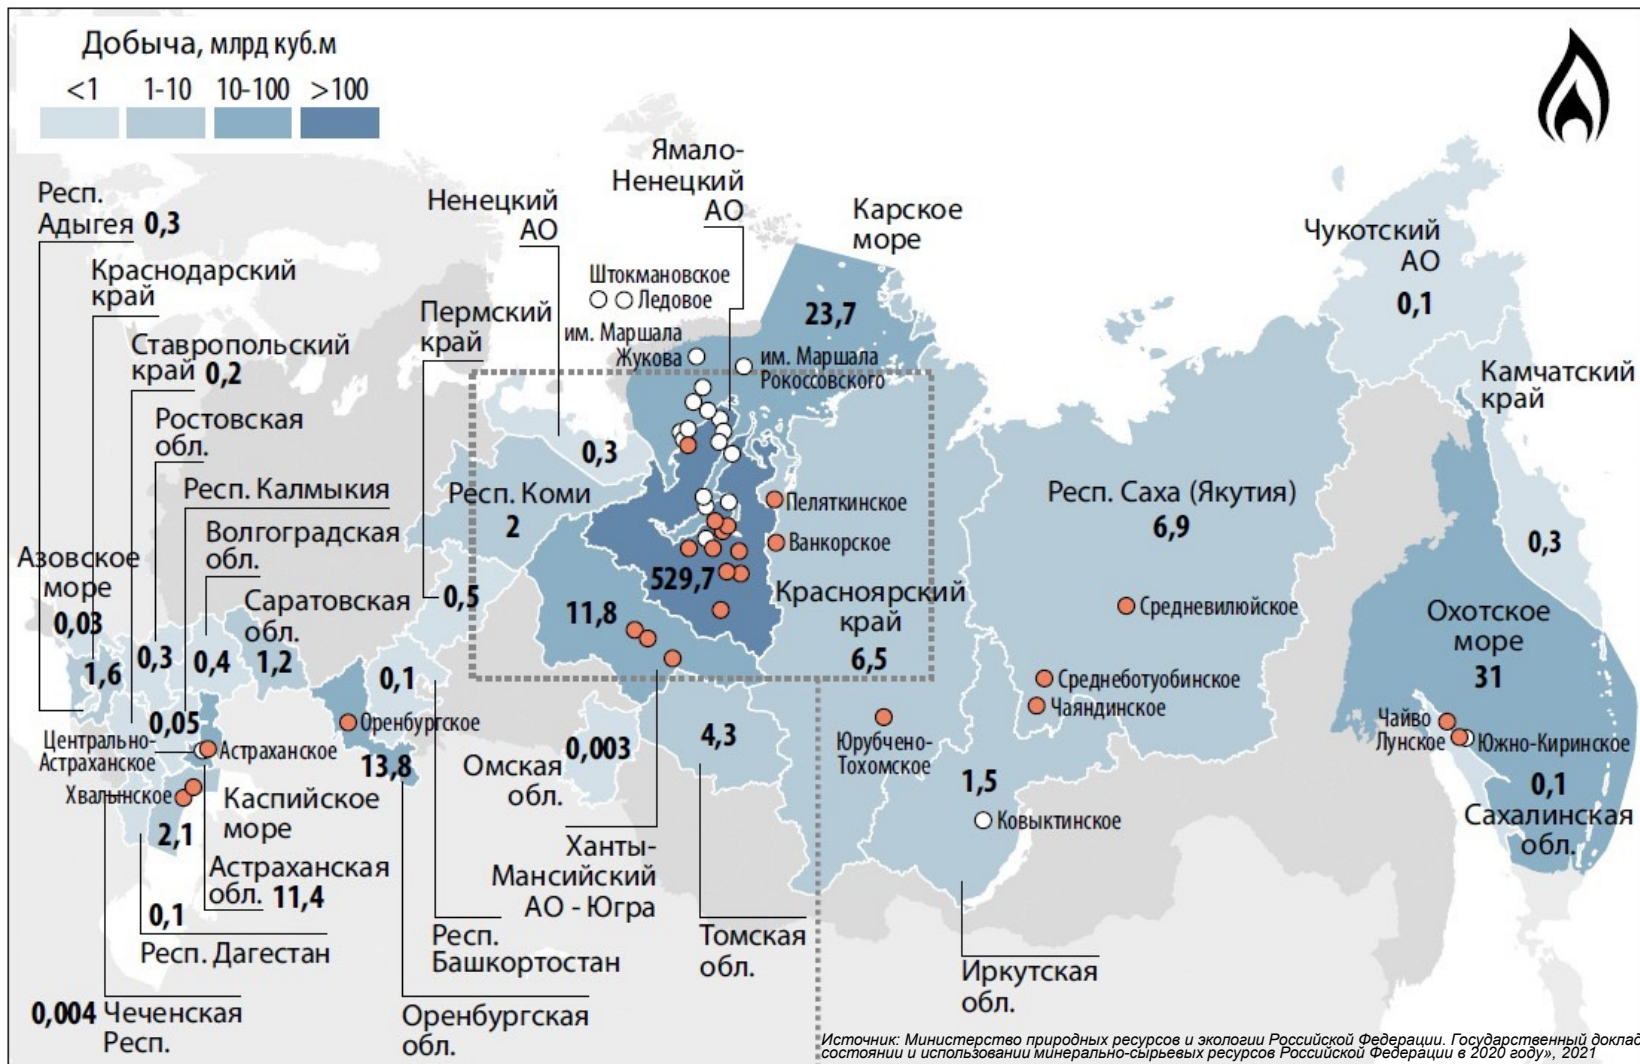 Добыча, млрд куб.м
<1 1-10 10-100 >100
Респ.
Адыгея 0,3
Краснодарский
край
Ставропольский
край 0,2
Ростовская
обл.
Респ. Калмыкия
Волгоградская
обл.
Азовское
море
0,03
Саратовская
обл.
1,6
0,3
0,4
1,2
0,05
Центрально-
Астраханское
Астраханское
Хвалынское
2,1
Каспийское
море
Астраханская
обл. 11,4
0,1
Респ. Дагестан
0,004 Чеченская
Респ.
Ненецкий
АО
0,3
Пермский
край
0,5
Респ. Коми
2
0,1
Оренбургское
13,8
Респ.
Башкортостан
Оренбургская
обл.
Ямало-
Ненецкий
АО
529,7
Штокмановское
Ледовое
им. Маршала
Жукова
им. Маршала
Рокоссовского
Карское
море
23,7
Пеляткинское
Ванкорское
Красноярский
край
6,5
11,8
Омская
обл.
0,003
4,3
Ханты-
Мансийский
АО - Югра
Томская
обл.
Юрубчено-
Тохомское
1,5
Ковыктинское
Иркутская
обл.
Респ. Саха (Якутия)
6,9
Средневилюйское
Среднеботуобинское
Чаяндинское
Чукотский
АО
0,1
Камчатский
край
0,3
Охотское
море
31
Чайво
Лунское
Южно-Киринское
0,1
Сахалинская
обл.
Источник: Министерство природных ресурсов и экологии Российской Федерации. Государственный доклад
состоянии и использовании минерально-сырьевых ресурсов Российской Федерации в 2020 году», 2021